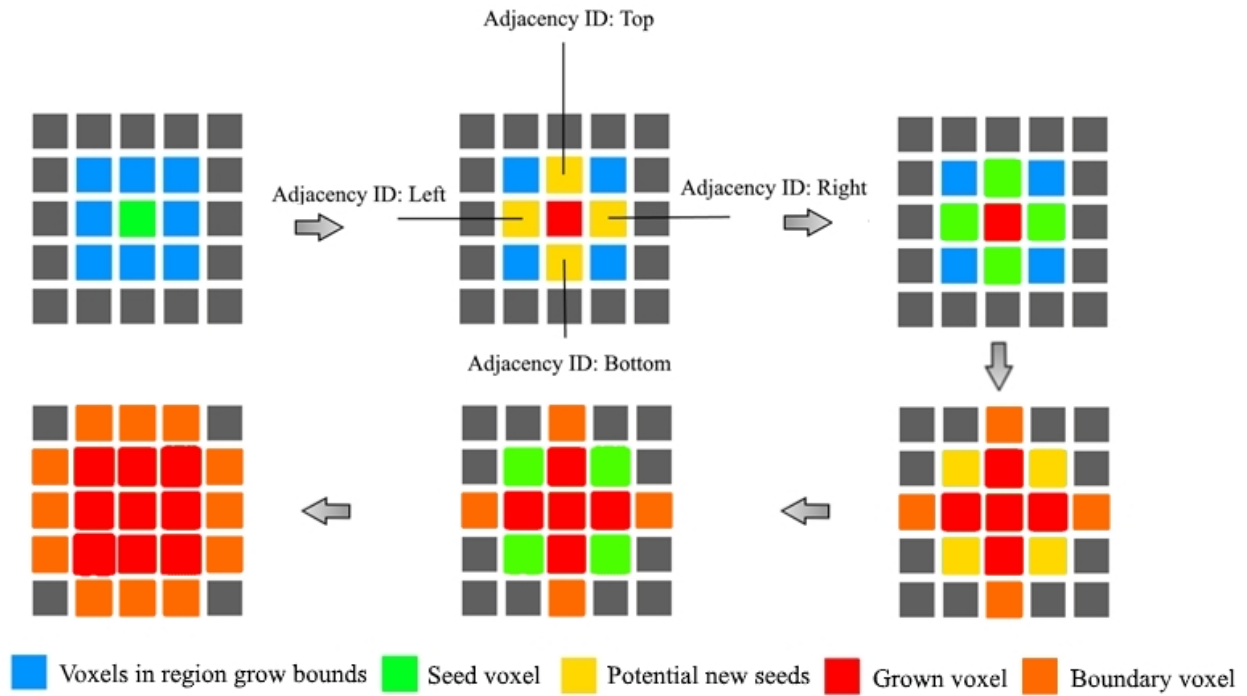 Adjacency ID: Top
Adjacency ID: Left
Adjacency ID: Right
Adjacency ID: Bottom
Voxels in region grow bounds
Seed voxel
Potential new seeds
Grown voxel
Boundary voxel